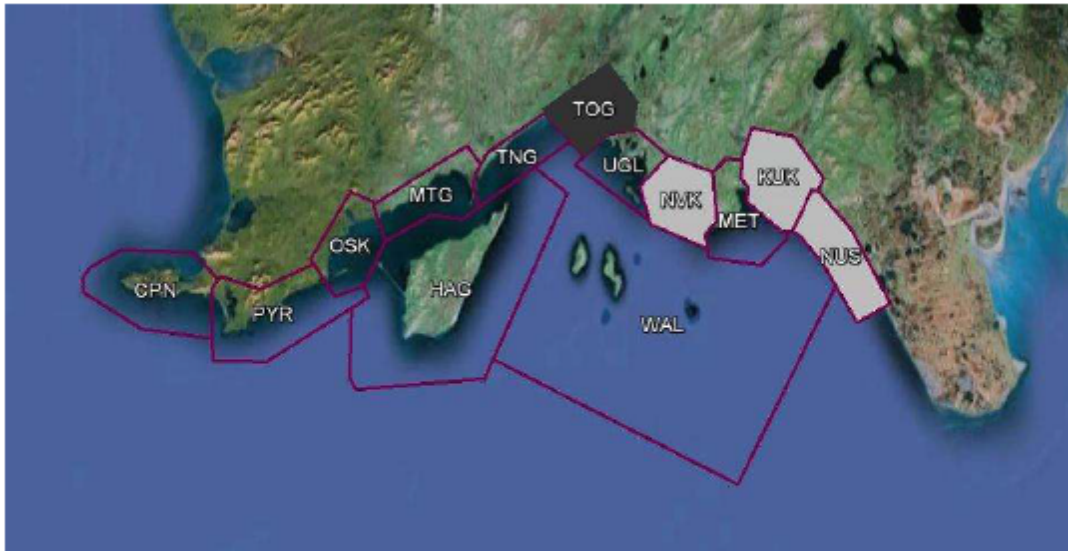 TOG
TNG
UGL
MTG
NVK
KUK
MET
OSK
NUS
CPN
HAG
PYR
WAL